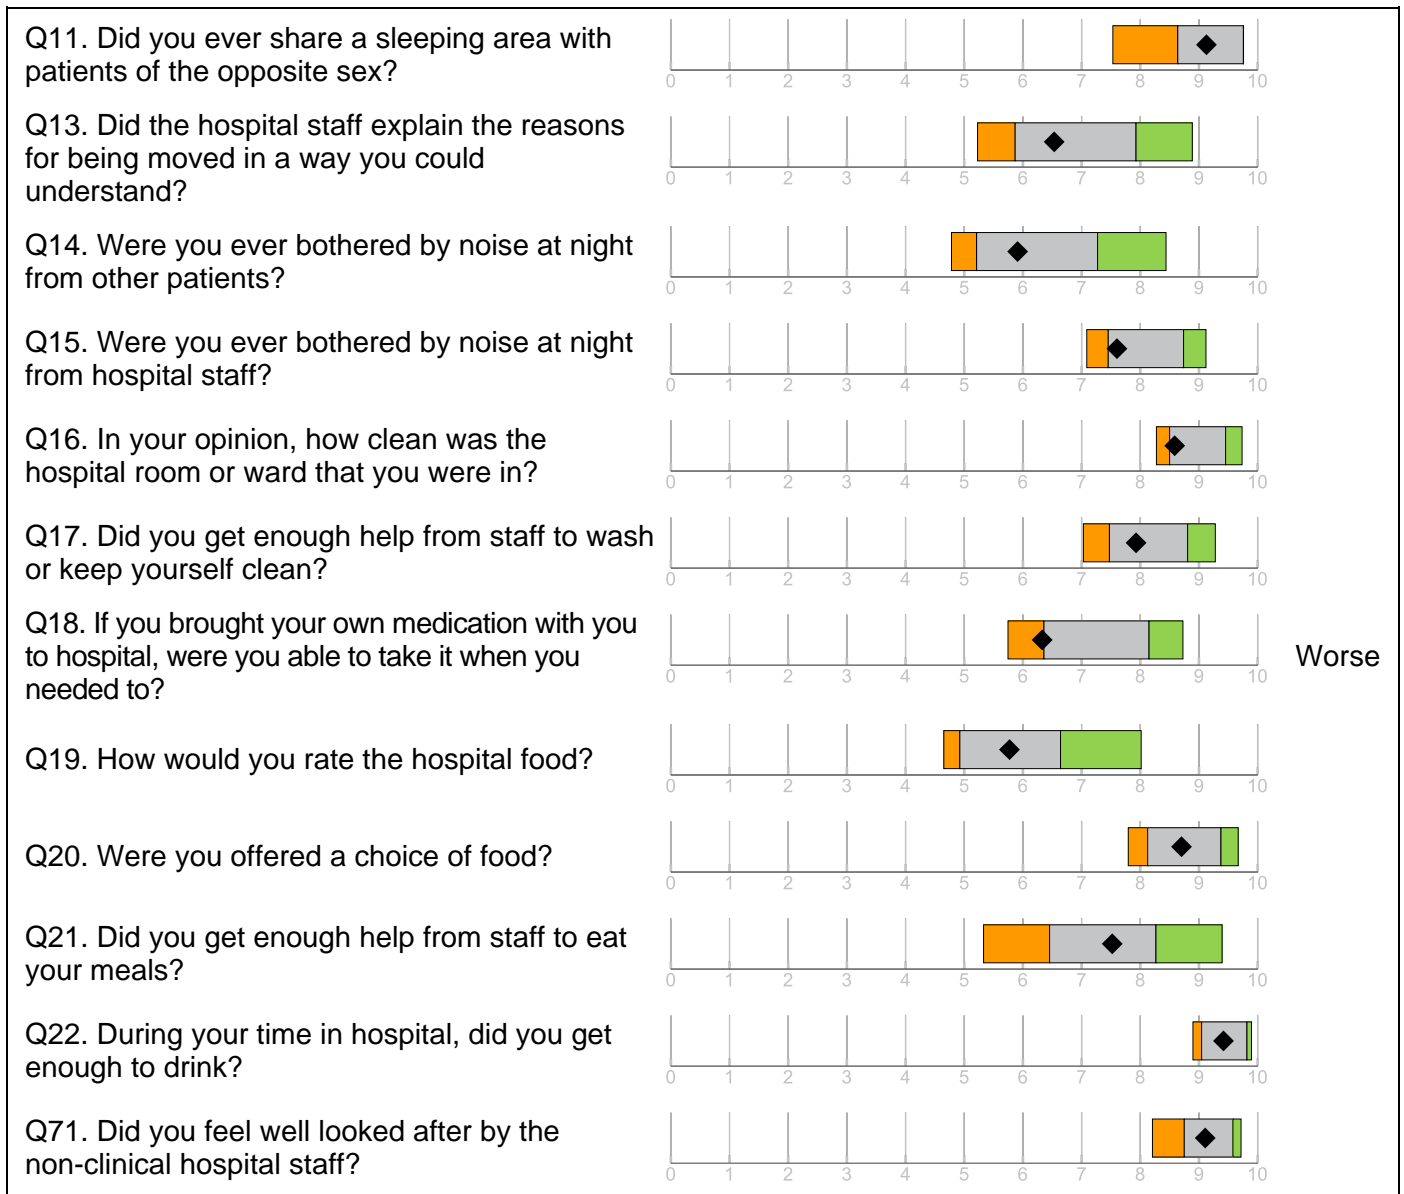 Q11. Did you ever share a sleeping area with
patients of the opposite sex?
0 1 2 3 4 5 6 7 8 9 10
Q13. Did the hospital staff explain the reasons
for being moved in a way you could
understand?
0 1 2 3 4 5 6 7 8 9 10
Q14. Were you ever bothered by noise at night
from other patients?
0 1 2 3 4 5 6 7 8 9 10
Q15. Were you ever bothered by noise at night
from hospital staff?
0 1 2 3 4 5 6 7 8 9 10
Q16. In your opinion, how clean was the
hospital room or ward that you were in?
0 1 2 3 4 5 6 7 8 9 10
Q17. Did you get enough help from staff to wash
or keep yourself clean?
0 1 2 3 4 5 6 7 8 9 10
Q18. If you brought your own medication with you
to hospital, were you able to take it when you
needed to?
0 1 2 3 4 5 6 7 8 9 10
Worse
Q19. How would you rate the hospital food?
0 1 2 3 4 5 6 7 8 9 10
Q20. Were you offered a choice of food?
0 1 2 3 4 5 6 7 8 9 10
Q21. Did you get enough help from staff to eat
your meals?
0 1 2 3 4 5 6 7 8 9 10
Q22. During your time in hospital, did you get
enough to drink?
0 1 2 3 4 5 6 7 8 9 10
Q71. Did you feel well looked after by the
non-clinical hospital staff?
0 1 2 3 4 5 6 7 8 9 10